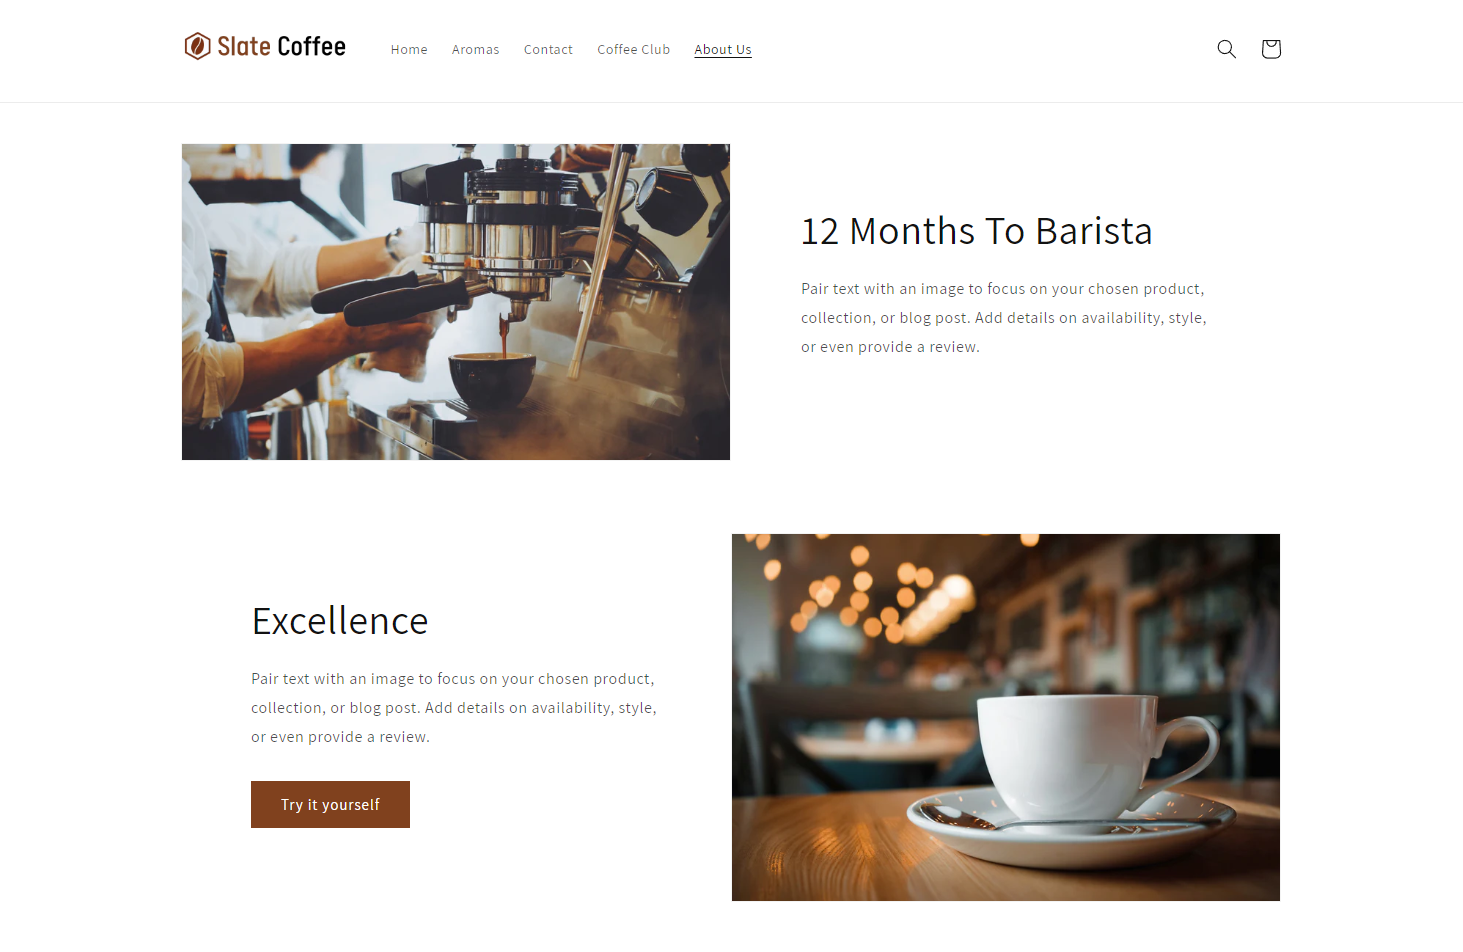 Slate Coffee
Home Aromas Contact Coffee Club About Us
12 Months To Barista
Pair text with an image to focus on your chosen product,
collection, or blog post. Add details on availability, style,
or even provide a review.
Excellence
Pair text with an image to focus on your chosen product,
collection, or blog post. Add details on availability, style,
or even provide a review.
Try it yourself